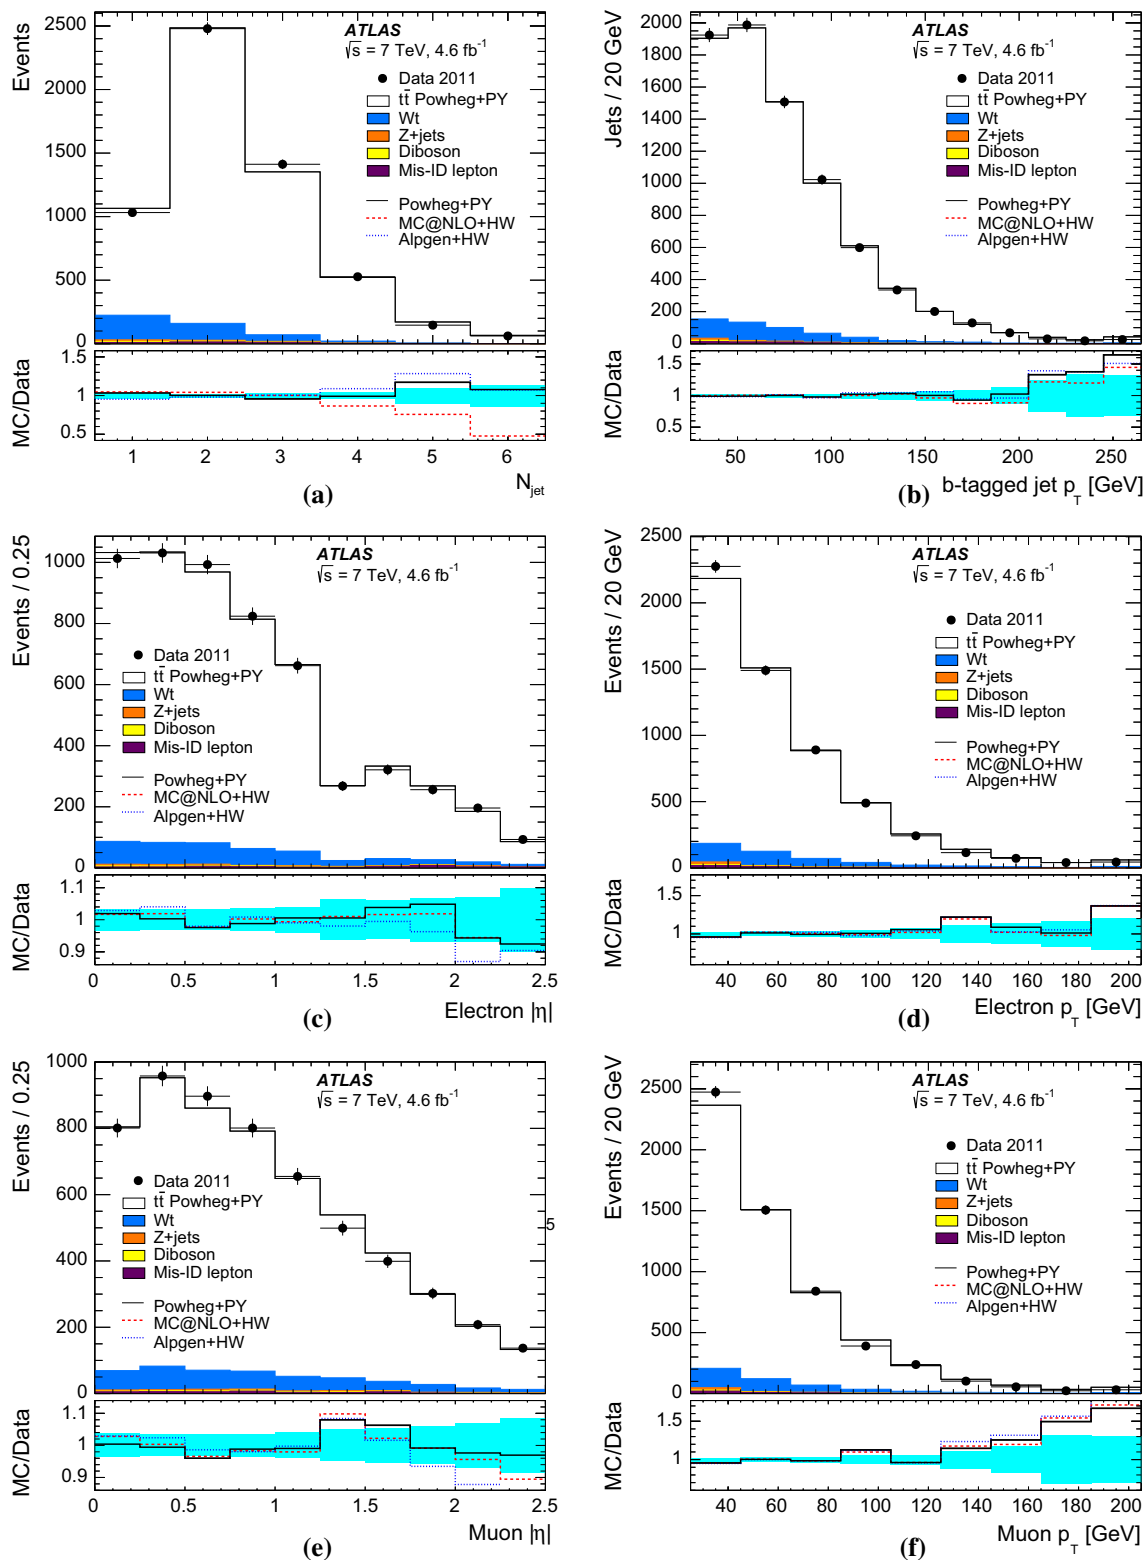 Events
2500
2000
1500
1000
500
0
ATLAS
√s = 7 TeV, 4.6 fb⁻¹
Data 2011
tt̄ Powheg+PY
Wt
Z+jets
Diboson
Mis-ID lepton
Powheg+PY
MC@NLO+HW
Alpgen+HW
MC/Data
1.5
1
0.5
1 2 3 4 5 6
N_jet
(a)
Jets / 20 GeV
2000
1800
1600
1400
1200
1000
800
600
400
200
0
ATLAS
√s = 7 TeV, 4.6 fb⁻¹
Data 2011
tt̄ Powheg+PY
Wt
Z+jets
Diboson
Mis-ID lepton
Powheg+PY
MC@NLO+HW
Alpgen+HW
MC/Data
1.5
1
0.5
50 100 150 200 250
b-tagged jet p_T [GeV]
(b)
Events / 0.25
1000
800
600
400
200
0
ATLAS
√s = 7 TeV, 4.6 fb⁻¹
Data 2011
tt̄ Powheg+PY
Wt
Z+jets
Diboson
Mis-ID lepton
Powheg+PY
MC@NLO+HW
Alpgen+HW
MC/Data
1.1
1
0.9
0 0.5 1 1.5 2 2.5
Electron |η|
(c)
Events / 20 GeV
2500
2000
1500
1000
500
0
ATLAS
√s = 7 TeV, 4.6 fb⁻¹
Data 2011
tt̄ Powheg+PY
Wt
Z+jets
Diboson
Mis-ID lepton
Powheg+PY
MC@NLO+HW
Alpgen+HW
MC/Data
1.5
1
40 60 80 100 120 140 160 180 200
Electron p_T [GeV]
(d)
Events / 0.25
1000
800
600
400
200
0
ATLAS
√s = 7 TeV, 4.6 fb⁻¹
Data 2011
tt̄ Powheg+PY
Wt
Z+jets
Diboson
Mis-ID lepton
Powheg+PY
MC@NLO+HW
Alpgen+HW
5
MC/Data
1.1
1
0.9
0 0.5 1 1.5 2 2.5
Muon |η|
(e)
Events / 20 GeV
2500
2000
1500
1000
500
0
ATLAS
√s = 7 TeV, 4.6 fb⁻¹
Data 2011
tt̄ Powheg+PY
Wt
Z+jets
Diboson
Mis-ID lepton
Powheg+PY
MC@NLO+HW
Alpgen+HW
MC/Data
1.5
1
40 60 80 100 120 140 160 180 200
Muon p_T [GeV]
(f)